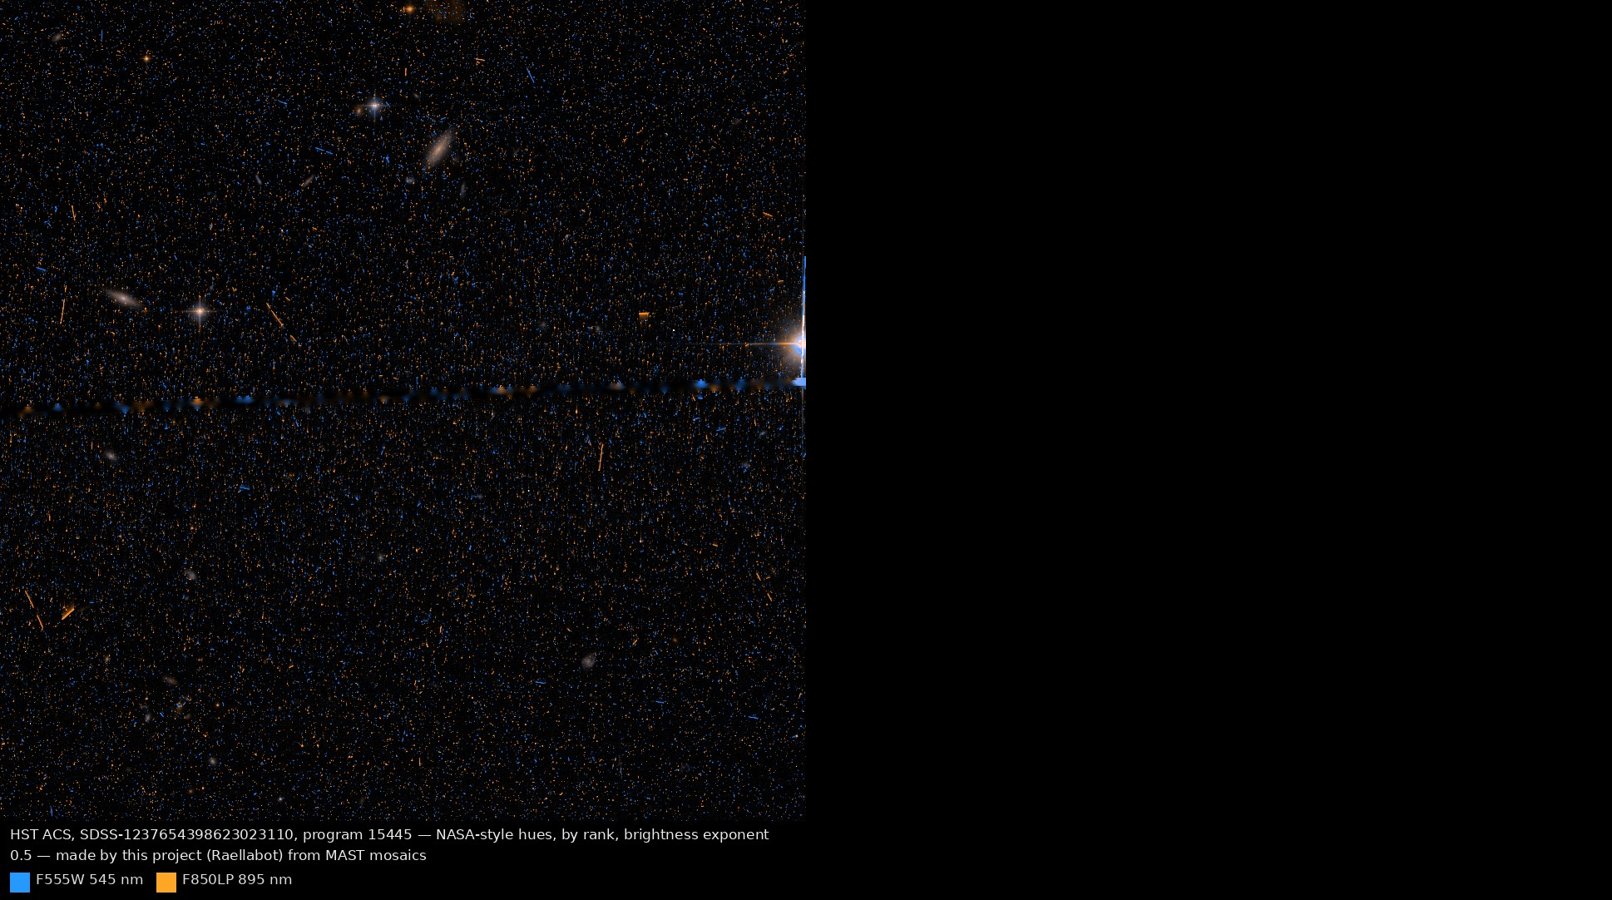 HST ACS, SDSS-1237654398623023110, program 15445 — NASA-style hues, by rank, brightness exponent
0.5 — made by this project (Raellabot) from MAST mosaics
F555W 545 nm F850LP 895 nm